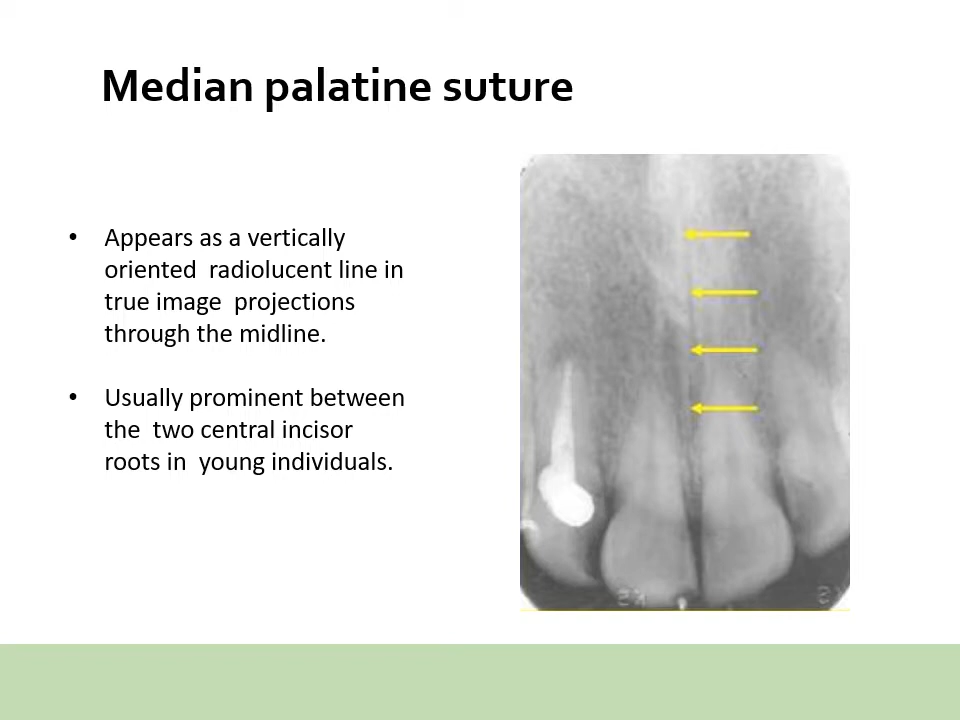 Median palatine suture
• Appears as a vertically
oriented radiolucent line in
true image projections
through the midline.
• Usually prominent between
the two central incisor
roots in young individuals.